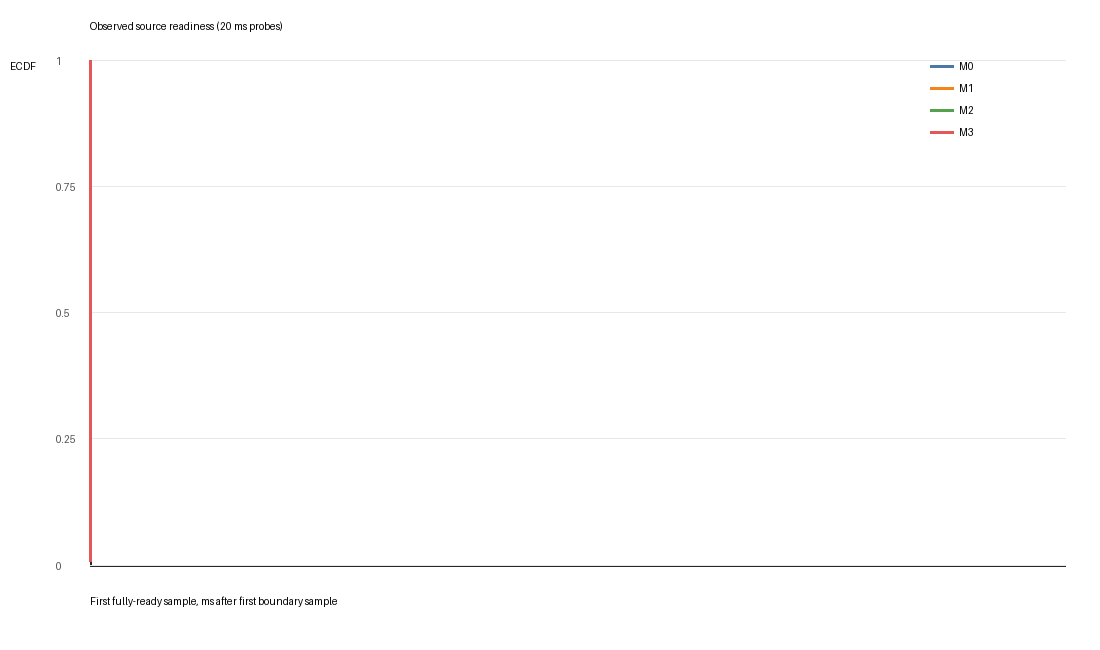 Observed source readiness (20 ms probes)
ECDF
1
0.75
0.5
0.25
0
M0
M1
M2
M3
First fully-ready sample, ms after first boundary sample